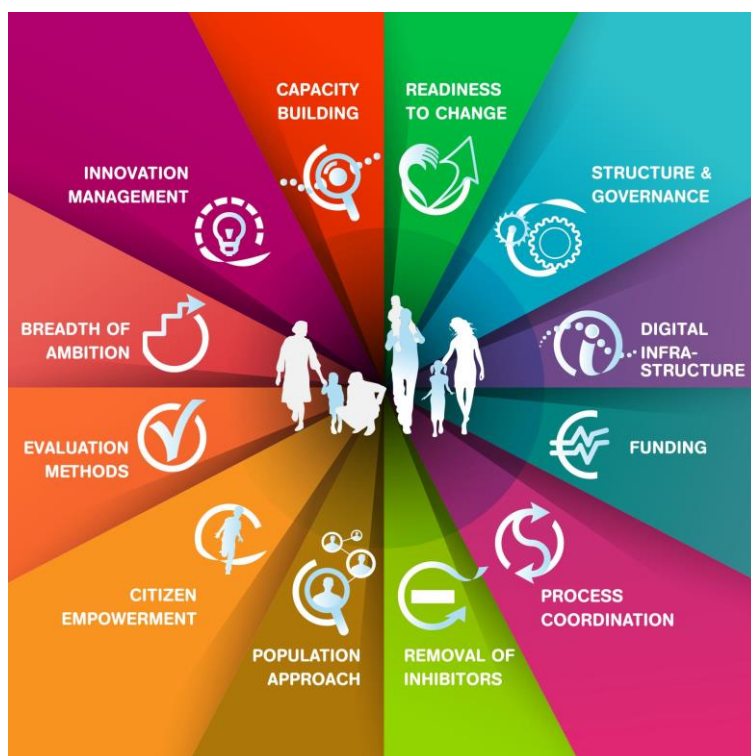 CAPACITY
BUILDING
READINESS
TO CHANGE
STRUCTURE &
GOVERNANCE
DIGITAL
INFRA-
STRUCTURE
FUNDING
PROCESS
COORDINATION
REMOVAL OF
INHIBITORS
POPULATION
APPROACH
CITIZEN
EMPOWERMENT
EVALUATION
METHODS
BREADTH OF
AMBITION
INNOVATION
MANAGEMENT